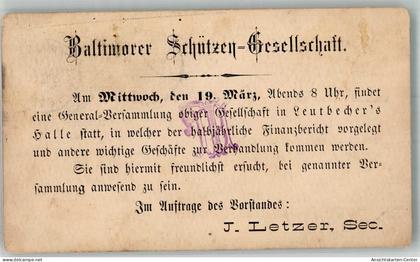 Baltimorer Schützen-Gesellschaft.
Am Mittwoch, den 19. März, Abends 8 Uhr, findet
eine General-Versammlung obiger Gesellschaft in Leutbecher's
Halle statt, in welcher der halbjährliche Finanzbericht vorgelegt
und andere wichtige Geschäfte zur Verhandlung kommen werden.
Sie sind hiermit freundlichst ersucht, bei genannter Ver-
sammlung anwesend zu sein.
Im Auftrage des Vorstandes:
J. Letzer, Sec.